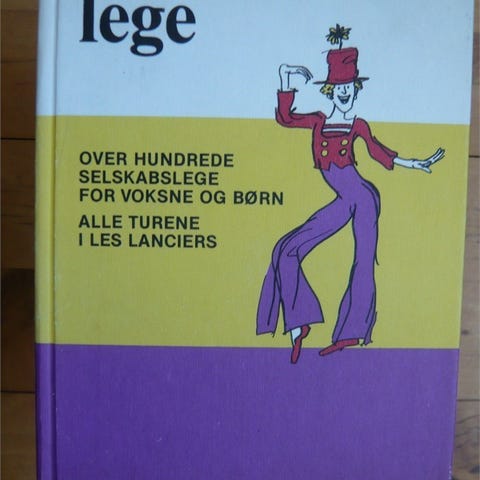 lege
OVER HUNDREDE
SELSKABSLEGE
FOR VOKSNE OG BØRN
ALLE TURENE
I LES LANCIERS